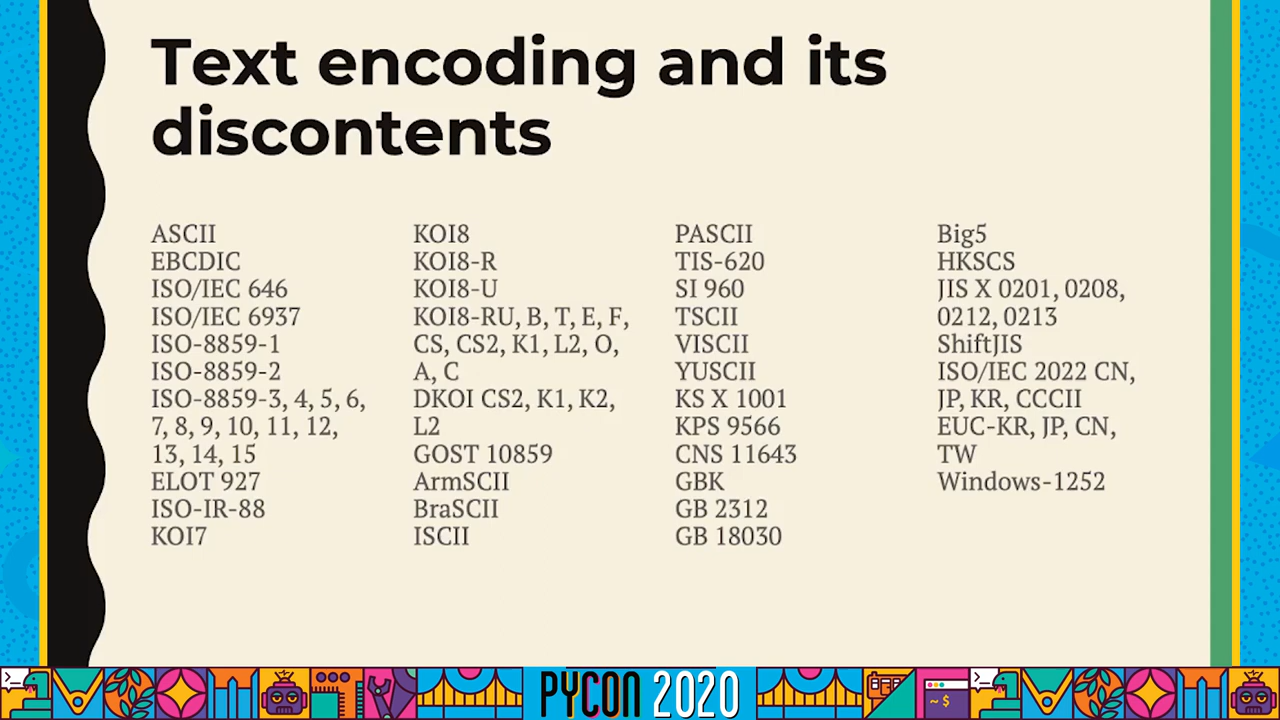 Text encoding and its
discontents
ASCII
EBCDIC
ISO/IEC 646
ISO/IEC 6937
ISO-8859-1
ISO-8859-2
ISO-8859-3, 4, 5, 6,
7, 8, 9, 10, 11, 12,
13, 14, 15
ELOT 927
ISO-IR-88
KOI7
KOI8
KOI8-R
KOI8-U
KOI8-RU, B, T, E, F,
CS, CS2, K1, L2, O,
A, C
DKOI CS2, K1, K2,
L2
GOST 10859
ArmSCII
BraSCII
ISCII
PASCII
TIS-620
SI 960
TSCII
VISCII
YUSCII
KS X 1001
KPS 9566
CNS 11643
GBK
GB 2312
GB 18030
Big5
HKSCS
JIS X 0201, 0208,
0212, 0213
ShiftJIS
ISO/IEC 2022 CN,
JP, KR, CCCII
EUC-KR, JP, CN,
TW
Windows-1252
PYCON 2020
~$